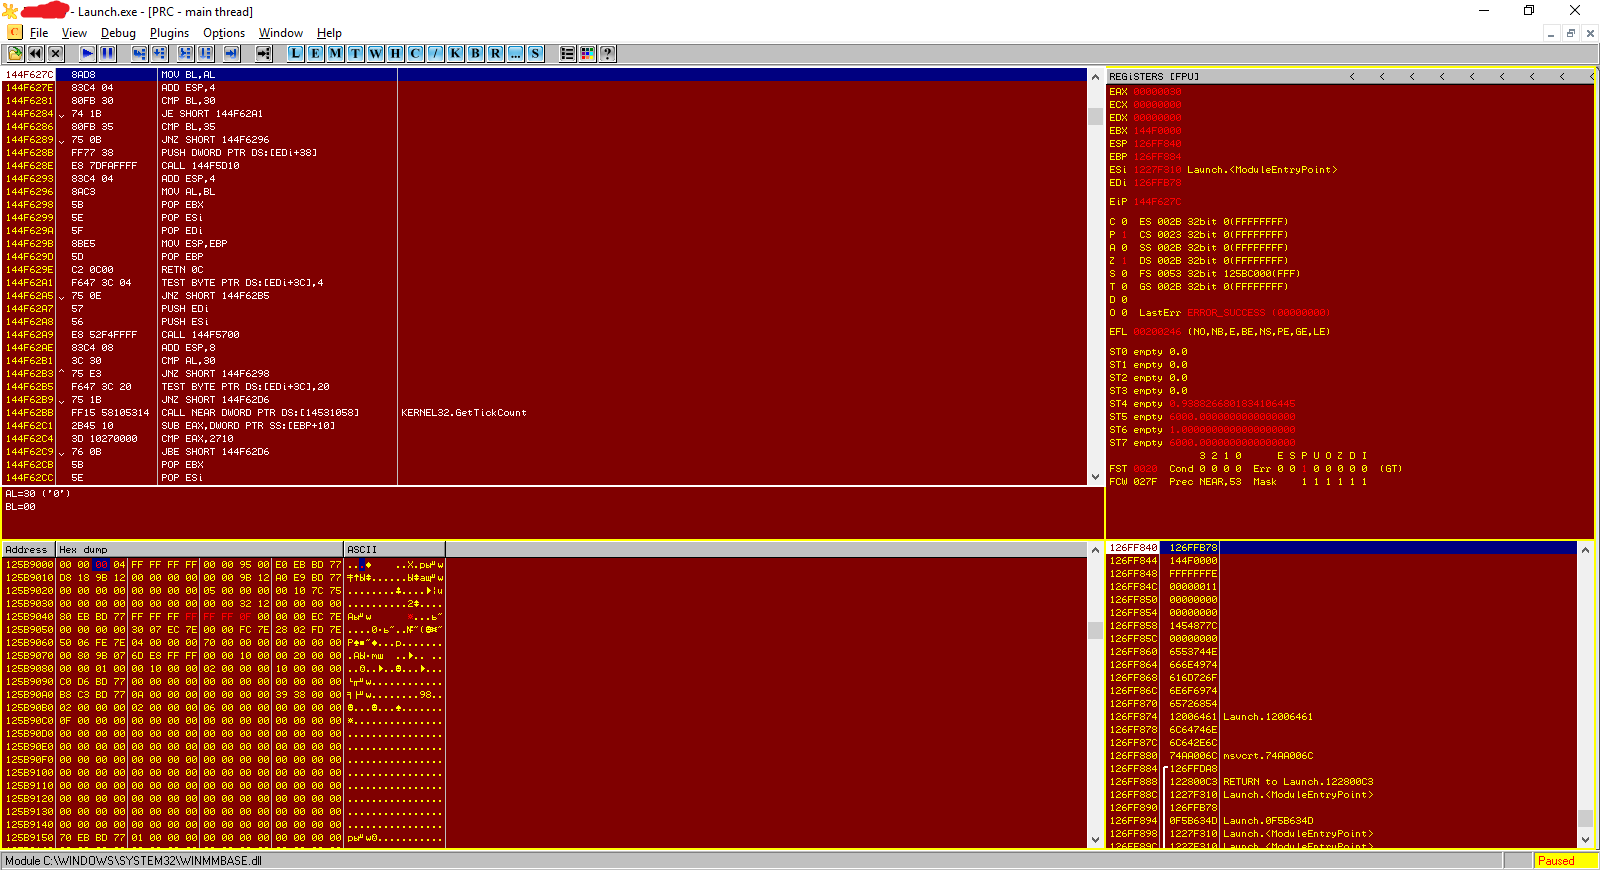 - Launch.exe - [PRC - main thread]
File View Debug Plugins Options Window Help
L E M T W H C / K B R ... S ?
144F627C 8AD8 MOV BL,AL
144F627E 83C4 04 ADD ESP,4
144F6281 80FB 30 CMP BL,30
144F6284 74 1B JE SHORT 144F62A1
144F6286 80FB 35 CMP BL,35
144F6289 75 0B JNZ SHORT 144F6296
144F628B FF77 38 PUSH DWORD PTR DS:[EDi+38]
144F628E E8 7DFAFFFF CALL 144F5D10
144F6293 83C4 04 ADD ESP,4
144F6296 8AC3 MOV AL,BL
144F6298 5B POP EBX
144F6299 5E POP ESi
144F629A 5F POP EDi
144F629B 8BE5 MOV ESP,EBP
144F629D 5D POP EBP
144F629E C2 0C00 RETN 0C
144F62A1 F647 3C 04 TEST BYTE PTR DS:[EDi+3C],4
144F62A5 75 0E JNZ SHORT 144F62B5
144F62A7 57 PUSH EDi
144F62A8 56 PUSH ESi
144F62A9 E8 52F4FFFF CALL 144F5700
144F62AE 83C4 08 ADD ESP,8
144F62B1 3C 30 CMP AL,30
144F62B3 ^ 75 E3 JNZ SHORT 144F6298
144F62B5 F647 3C 20 TEST BYTE PTR DS:[EDi+3C],20
144F62B9 75 1B JNZ SHORT 144F62D6
144F62BB FF15 58105314 CALL NEAR DWORD PTR DS:[14531058] KERNEL32.GetTickCount
144F62C1 2B45 10 SUB EAX,DWORD PTR SS:[EBP+10]
144F62C4 3D 10270000 CMP EAX,2710
144F62C9 76 0B JBE SHORT 144F62D6
144F62CB 5B POP EBX
144F62CC 5E POP ESi
AL=30 ('0')
BL=00
REGiSTERS [FPU] < < < < < < < < <
EAX 00000030
ECX 00000000
EDX 00000000
EBX 144F0000
ESP 126FF840
EBP 126FF884
ESi 1227F310 Launch.<ModuleEntryPoint>
EDi 126FFB78
EiP 144F627C
C 0 ES 002B 32bit 0(FFFFFFFF)
P 1 CS 0023 32bit 0(FFFFFFFF)
A 0 SS 002B 32bit 0(FFFFFFFF)
Z 1 DS 002B 32bit 0(FFFFFFFF)
S 0 FS 0053 32bit 125BC000(FFF)
T 0 GS 002B 32bit 0(FFFFFFFF)
D 0
O 0 LastErr ERROR_SUCCESS (00000000)
EFL 00200246 (NO,NB,E,BE,NS,PE,GE,LE)
ST0 empty 0.0
ST1 empty 0.0
ST2 empty 0.0
ST3 empty 0.0
ST4 empty 0.9308266801834106445
ST5 empty 6000.0000000000000000
ST6 empty 1.0000000000000000000
ST7 empty 6000.0000000000000000
3 2 1 0 E S P U O Z D I
FST 0020 Cond 0 0 0 0 Err 0 0 1 0 0 0 0 0 (GT)
FCW 027F Prec NEAR,53 Mask 1 1 1 1 1 1
Address Hex dump ASCII
125B9000 00 00 00 04 FF FF FF FF 00 00 95 00 E0 EB BD 77
125B9010 D8 18 9B 12 00 00 00 00 00 00 9B 12 A0 E9 BD 77
125B9020 00 00 00 00 00 00 00 00 05 00 00 00 00 10 7C 75
125B9030 00 00 00 00 00 00 00 00 00 00 32 12 00 00 00 00
125B9040 80 EB BD 77 FF FF FF FF FF FF 0F 00 00 00 EC 7E
125B9050 00 00 00 00 30 07 EC 7E 00 00 FC 7E 28 02 FD 7E
125B9060 50 06 FE 7E 04 00 00 00 70 00 00 00 00 00 00 00
125B9070 00 80 9B 07 6D E8 FF FF 00 00 10 00 00 20 00 00
125B9080 00 00 01 00 00 10 00 00 02 00 00 00 10 00 00 00
125B9090 C0 D6 BD 77 00 00 00 00 00 00 00 00 00 00 00 00
125B90A0 B8 C3 BD 77 0A 00 00 00 00 00 00 00 39 38 00 00
125B90B0 02 00 00 00 02 00 00 00 06 00 00 00 00 00 00 00
125B90C0 0F 00 00 00 00 00 00 00 00 00 00 00 00 00 00 00
125B90D0 00 00 00 00 00 00 00 00 00 00 00 00 00 00 00 00
125B90E0 00 00 00 00 00 00 00 00 00 00 00 00 00 00 00 00
125B90F0 00 00 00 00 00 00 00 00 00 00 00 00 00 00 00 00
125B9100 00 00 00 00 00 00 00 00 00 00 00 00 00 00 00 00
125B9110 00 00 00 00 00 00 00 00 00 00 00 00 00 00 00 00
125B9120 00 00 00 00 00 00 00 00 00 00 00 00 00 00 00 00
125B9130 00 00 00 00 00 00 00 00 00 00 00 00 00 00 00 00
125B9140 00 00 00 00 00 00 00 00 00 00 00 00 00 00 00 00
125B9150 70 EB BD 77 01 00 00 00 00 00 00 00 00 00 00 00
126FF840 126FFB78
126FF844 144F0000
126FF848 FFFFFFFE
126FF84C 00000011
126FF850 00000000
126FF854 00000000
126FF858 1454877C
126FF85C 00000000
126FF860 6553744E
126FF864 666E4974
126FF868 616D726F
126FF86C 6E6F6974
126FF870 65726854
126FF874 12006461 Launch.12006461
126FF878 6C64746E
126FF87C 6C642E6C
126FF880 74AA006C msvcrt.74AA006C
126FF884 126FFDA8
126FF888 122800C3 RETURN to Launch.122800C3
126FF88C 1227F310 Launch.<ModuleEntryPoint>
126FF890 126FFB78
126FF894 0F5B634D Launch.0F5B634D
126FF898 1227F310 Launch.<ModuleEntryPoint>
126FF89C 1227F310 Launch.<ModuleEntryPoint>
Module C:\WINDOWS\SYSTEM32\WINMMBASE.dll Paused